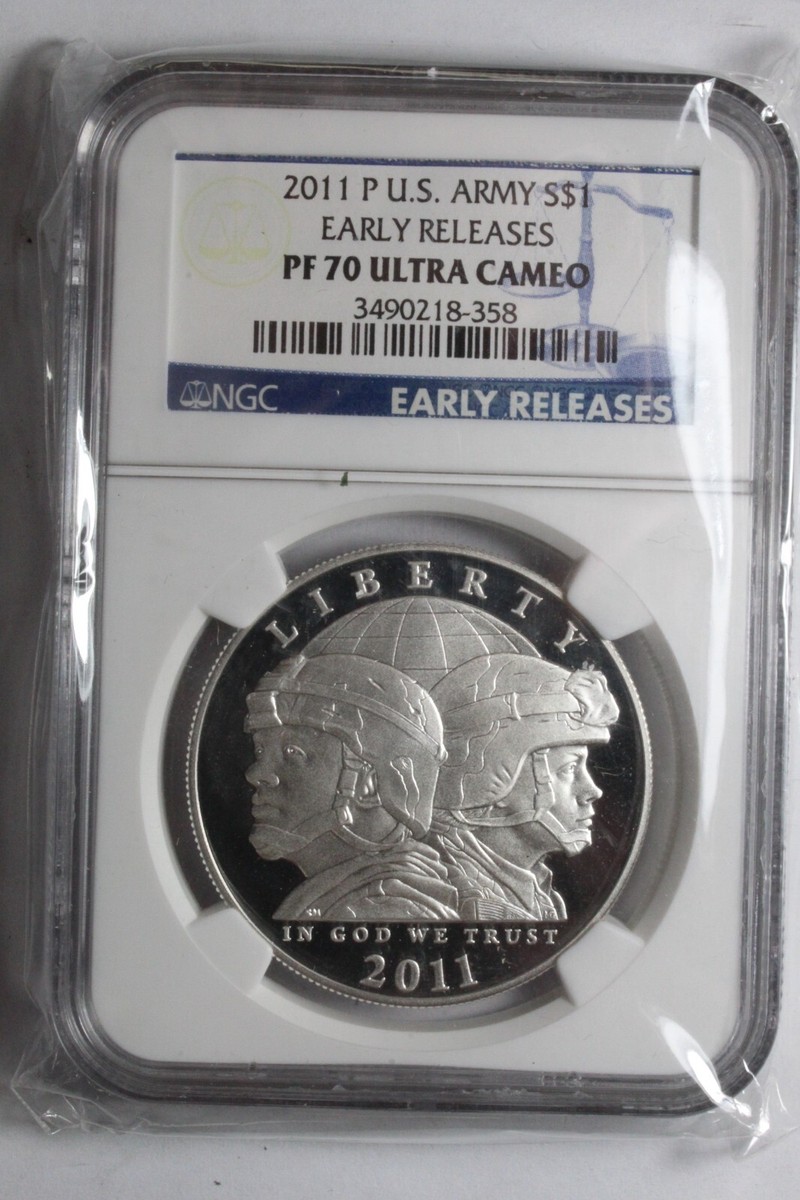 2011 P U.S. ARMY S$1
EARLY RELEASES
PF 70 ULTRA CAMEO
3490218-358
NGC EARLY RELEASES
LIBERTY
IN GOD WE TRUST
2011